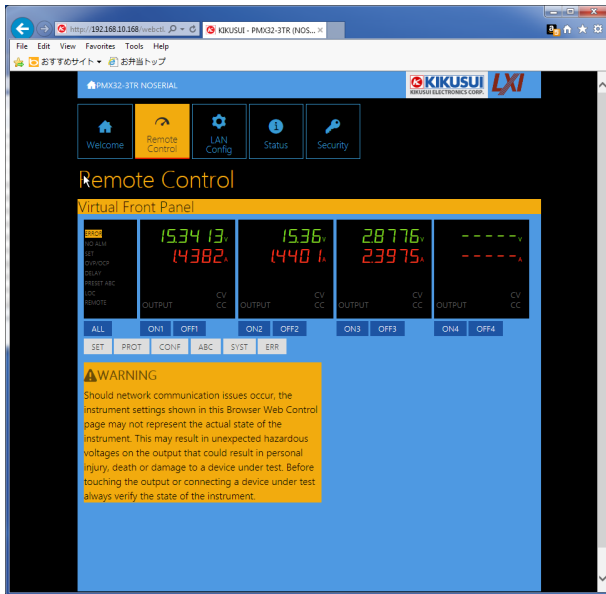 http://192.168.10.168/webctl.
KIKUSUI - PMX32-3TR (NOS...
File Edit View Favorites Tools Help
おすすめサイト お弁当トップ
PMX32-3TR NOSERIAL
KIKUSUI LXI
KIKUSUI ELECTRONICS CORP.
Welcome Remote Control LAN Config Status Security
Remote Control
Virtual Front Panel
ERROR
NO ALM
SET
OVP/OCP
DELAY
PRESET ABC
LOC
REMOTE
15.3413V 15.36V 2.8776V -----V
1.4382A 1.4401A 2.3975A -----A
CV CV CV CV
OUTPUT CC OUTPUT CC OUTPUT CC OUTPUT CC
ALL ON1 OFF1 ON2 OFF2 ON3 OFF3 ON4 OFF4
SET PROT CONF ABC SYST ERR
WARNING
Should network communication issues occur, the
instrument settings shown in this Browser Web Control
page may not represent the actual state of the
instrument. This may result in unexpected hazardous
voltages on the output that could result in personal
injury, death or damage to a device under test. Before
touching the output or connecting a device under test
always verify the state of the instrument.